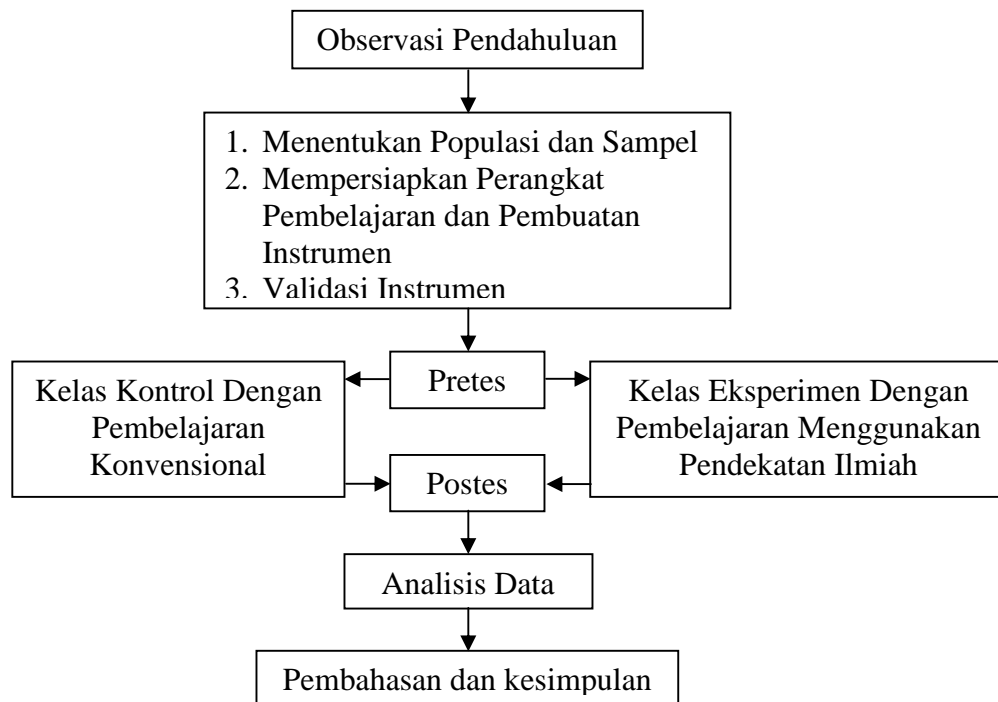 Observasi Pendahuluan
1. Menentukan Populasi dan Sampel
2. Mempersiapkan Perangkat
Pembelajaran dan Pembuatan
Instrumen
3. Validasi Instrumen
Pretes
Kelas Kontrol Dengan
Pembelajaran
Konvensional
Kelas Eksperimen Dengan
Pembelajaran Menggunakan
Pendekatan Ilmiah
Postes
Analisis Data
Pembahasan dan kesimpulan